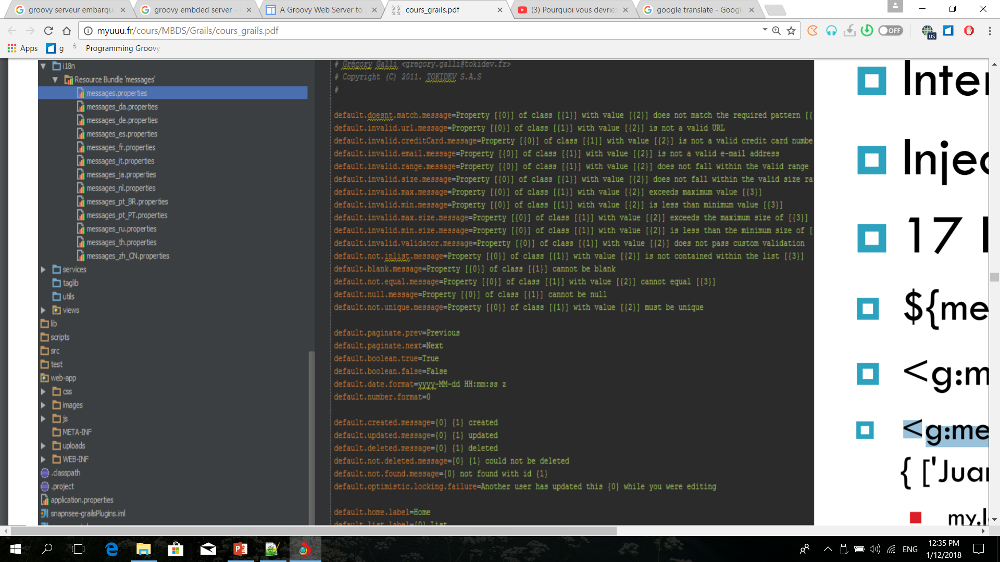 groovy serveur embarqu
groovy embded server -
A Groovy Web Server to
cours_grails.pdf
(3) Pourquoi vous devrie
google translate - Googl
myuuu.fr/cours/MBDS/Grails/cours_grails.pdf
OFF
US
Apps
g
Programming Groovy
i18n
Resource Bundle 'messages'
messages.properties
messages_da.properties
messages_de.properties
messages_es.properties
messages_fr.properties
messages_it.properties
messages_ja.properties
messages_nl.properties
messages_pt_BR.properties
messages_pt_PT.properties
messages_ru.properties
messages_th.properties
messages_zh_CN.properties
services
taglib
utils
views
lib
scripts
src
test
web-app
css
images
js
META-INF
uploads
WEB-INF
.classpath
.project
application.properties
snapnsee-grailsPlugins.iml
# Grégory Galli <gregory.galli@tokidev.fr>
# Copyright (C) 2011. TOKIDEV S.A.S
#
default.doesnt.match.message=Property [{0}] of class [{1}] with value [{2}] does not match the required pattern [{
default.invalid.url.message=Property [{0}] of class [{1}] with value [{2}] is not a valid URL
default.invalid.creditCard.message=Property [{0}] of class [{1}] with value [{2}] is not a valid credit card numbe
default.invalid.email.message=Property [{0}] of class [{1}] with value [{2}] is not a valid e-mail address
default.invalid.range.message=Property [{0}] of class [{1}] with value [{2}] does not fall within the valid range
default.invalid.size.message=Property [{0}] of class [{1}] with value [{2}] does not fall within the valid size ra
default.invalid.max.message=Property [{0}] of class [{1}] with value [{2}] exceeds maximum value [{3}]
default.invalid.min.message=Property [{0}] of class [{1}] with value [{2}] is less than minimum value [{3}]
default.invalid.max.size.message=Property [{0}] of class [{1}] with value [{2}] exceeds the maximum size of [{3}]
default.invalid.min.size.message=Property [{0}] of class [{1}] with value [{2}] is less than the minimum size of [
default.invalid.validator.message=Property [{0}] of class [{1}] with value [{2}] does not pass custom validation
default.not.inlist.message=Property [{0}] of class [{1}] with value [{2}] is not contained within the list [{3}]
default.blank.message=Property [{0}] of class [{1}] cannot be blank
default.not.equal.message=Property [{0}] of class [{1}] with value [{2}] cannot equal [{3}]
default.null.message=Property [{0}] of class [{1}] cannot be null
default.not.unique.message=Property [{0}] of class [{1}] with value [{2}] must be unique
default.paginate.prev=Previous
default.paginate.next=Next
default.boolean.true=True
default.boolean.false=False
default.date.format=yyyy-MM-dd HH:mm:ss z
default.number.format=0
default.created.message={0} {1} created
default.updated.message={0} {1} updated
default.deleted.message={0} {1} deleted
default.not.deleted.message={0} {1} could not be deleted
default.not.found.message={0} not found with id {1}
default.optimistic.locking.failure=Another user has updated this {0} while you were editing
default.home.label=Home
default.list.label={0} List
Inter
Injec
17
${me
<g:m
<g:me
{ ['Juan
my.l
ENG
12:35 PM
1/12/2018